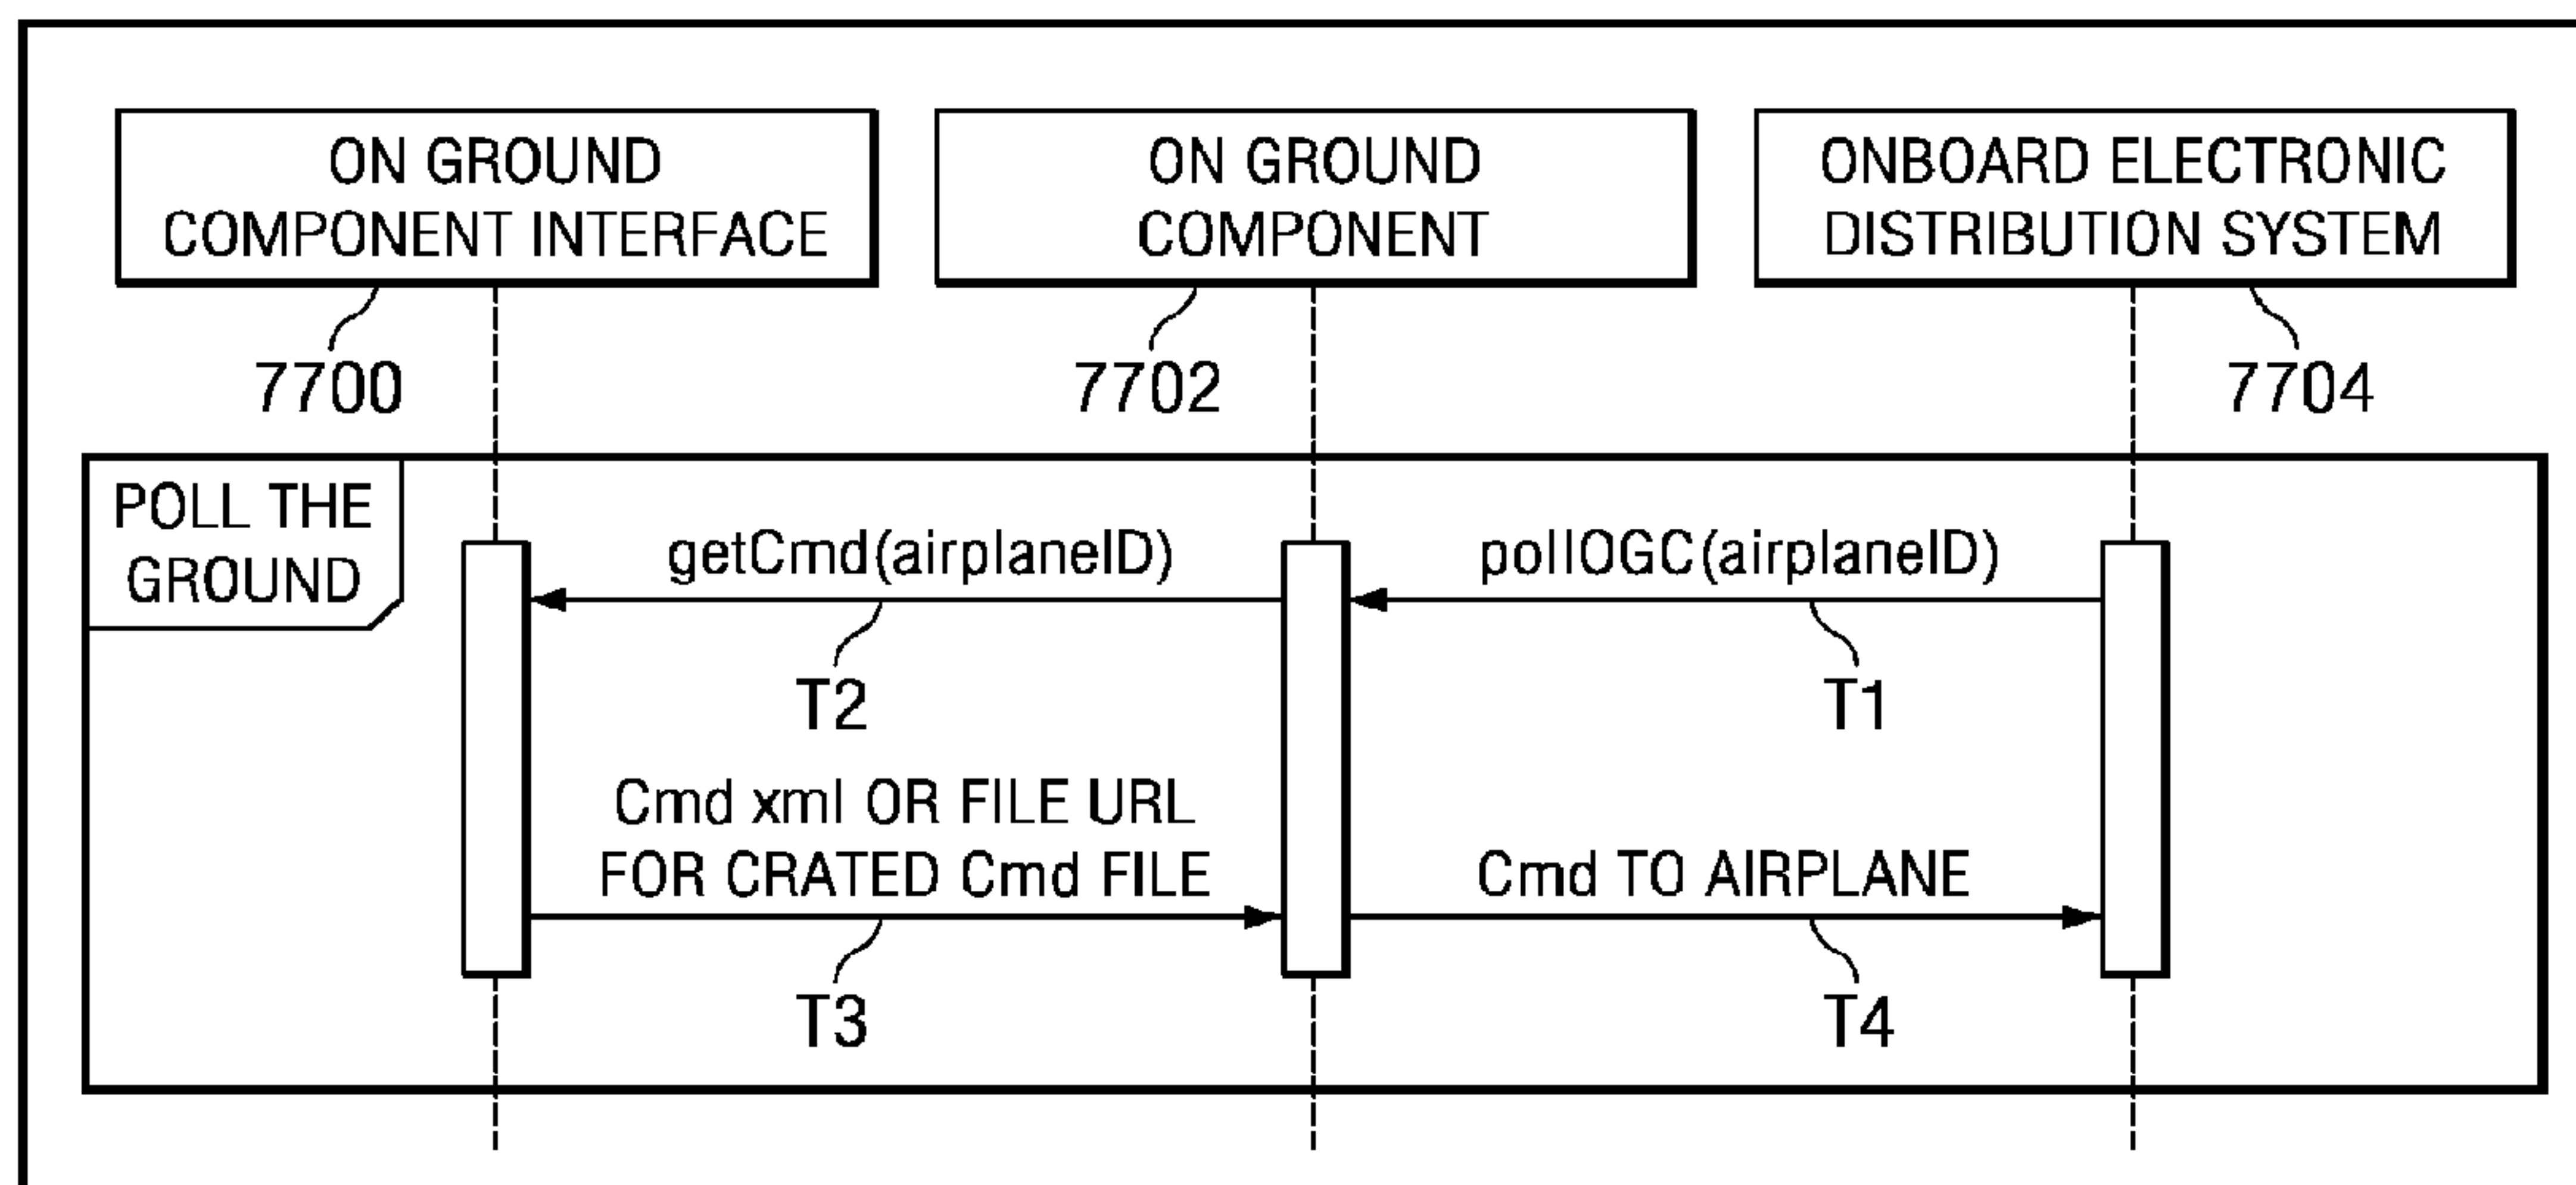 ON GROUND
COMPONENT INTERFACE
ON GROUND
COMPONENT
ONBOARD ELECTRONIC
DISTRIBUTION SYSTEM
7700
7702
7704
POLL THE
GROUND
getCmd(airplaneID)
pollOGC(airplaneID)
T2
T1
Cmd xml OR FILE URL
FOR CRATED Cmd FILE
Cmd TO AIRPLANE
T3
T4